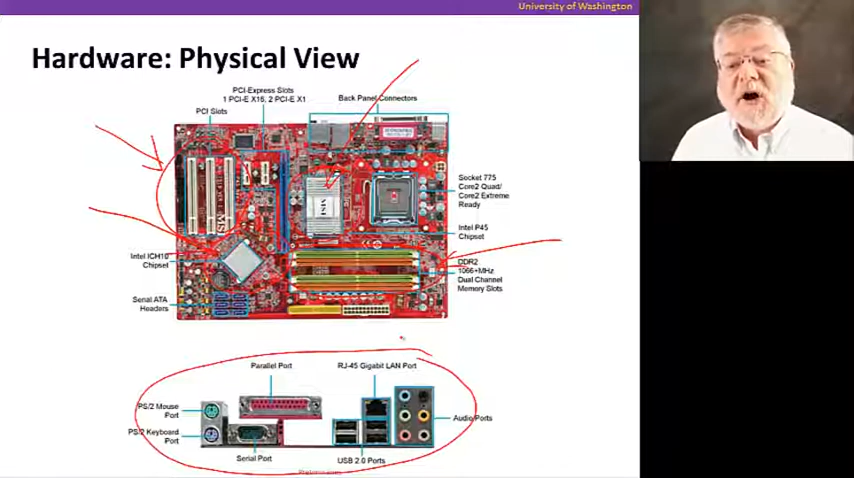 University of Washington
Hardware: Physical View
PCI-Express Slots
1 PCI-E X16, 2 PCI-E X1
Back Panel Connectors
PCI Slots
Socket 775
Core2 Quad/
Core2 Extreme
Ready
Intel P45
Chipset
Intel ICH10
Chipset
DDR2
1066+MHz
Dual Channel
Memory Slots
Serial ATA
Headers
MSI
MSI
Parallel Port
RJ-45 Gigabit LAN Port
PS/2 Mouse
Port
Audio Ports
PS/2 Keyboard
Port
Serial Port
USB 2.0 Ports